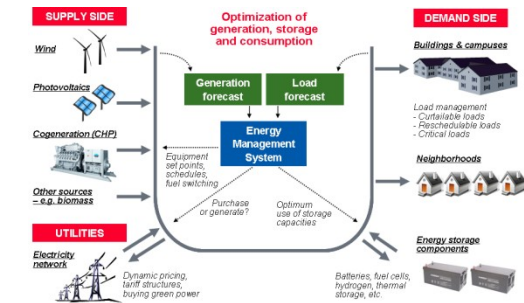 SUPPLY SIDE
Wind
Photovoltaics
Cogeneration (CHP)
Other sources
– e.g. biomass
UTILITIES
Electricity
network
Dynamic pricing,
tariff structures,
buying green power
Optimization of
generation, storage
and consumption
Generation
forecast
Load
forecast
Energy
Management
System
Equipment
set points,
schedules,
fuel switching
Purchase
or generate?
Optimum
use of storage
capacities
DEMAND SIDE
Buildings & campuses
Load management
- Curtailable loads
- Reschedulable loads
- Critical loads
Neighborhoods
Energy storage
components
Batteries, fuel cells,
hydrogen, thermal
storage, etc.